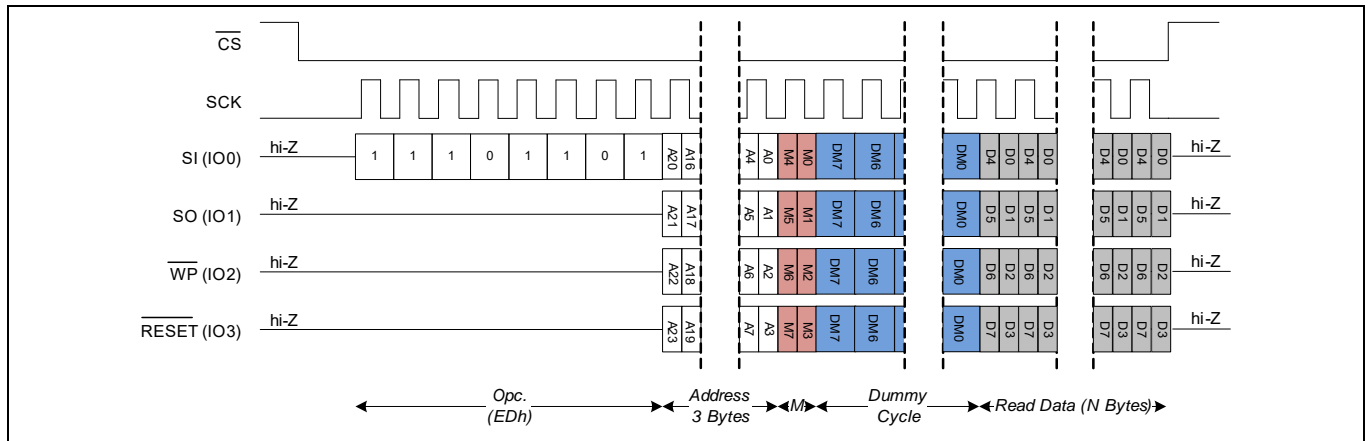 CS
SCK
SI (IO0) hi-Z 1 1 1 0 1 1 0 1 A20 A16 A4 A0 M4 M0 DM7 DM6 DM0 D4 D0 D4 D0 D4 D0 D4 D0 hi-Z
SO (IO1) hi-Z A21 A17 A5 A1 M5 M1 DM7 DM6 DM0 D5 D1 D5 D1 D5 D1 D5 D1
WP (IO2) hi-Z A22 A18 A6 A2 M6 M2 DM7 DM6 DM0 D6 D2 D6 D2 D6 D2 D6 D2 hi-Z
RESET (IO3) hi-Z A23 A19 A7 A3 M7 M3 DM7 DM6 DM0 D7 D3 D7 D3 D7 D3 D7 D3 hi-Z
Opc. Address M Dummy Read Data (N Bytes)
(EDh) 3 Bytes Cycle